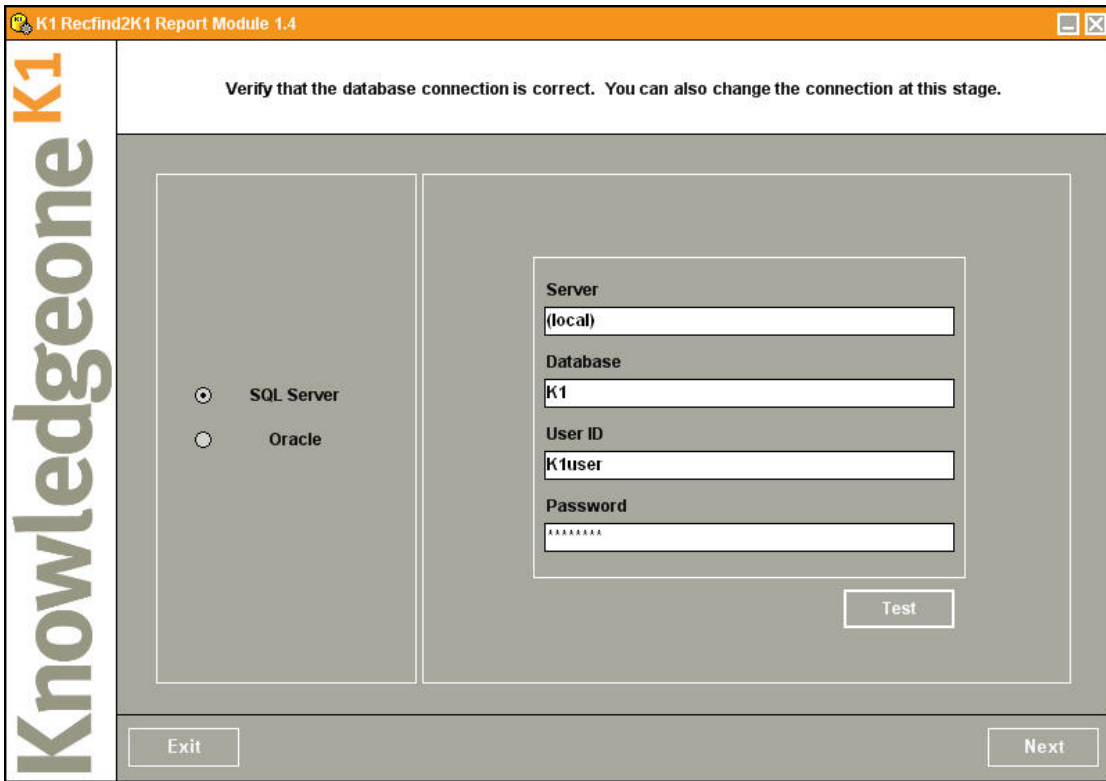 K1 Recfind2K1 Report Module 1.4
Knowledgeone K1
Verify that the database connection is correct.  You can also change the connection at this stage.
SQL Server
Oracle
Server
(local)
Database
K1
User ID
K1user
Password
********
Test
Exit
Next